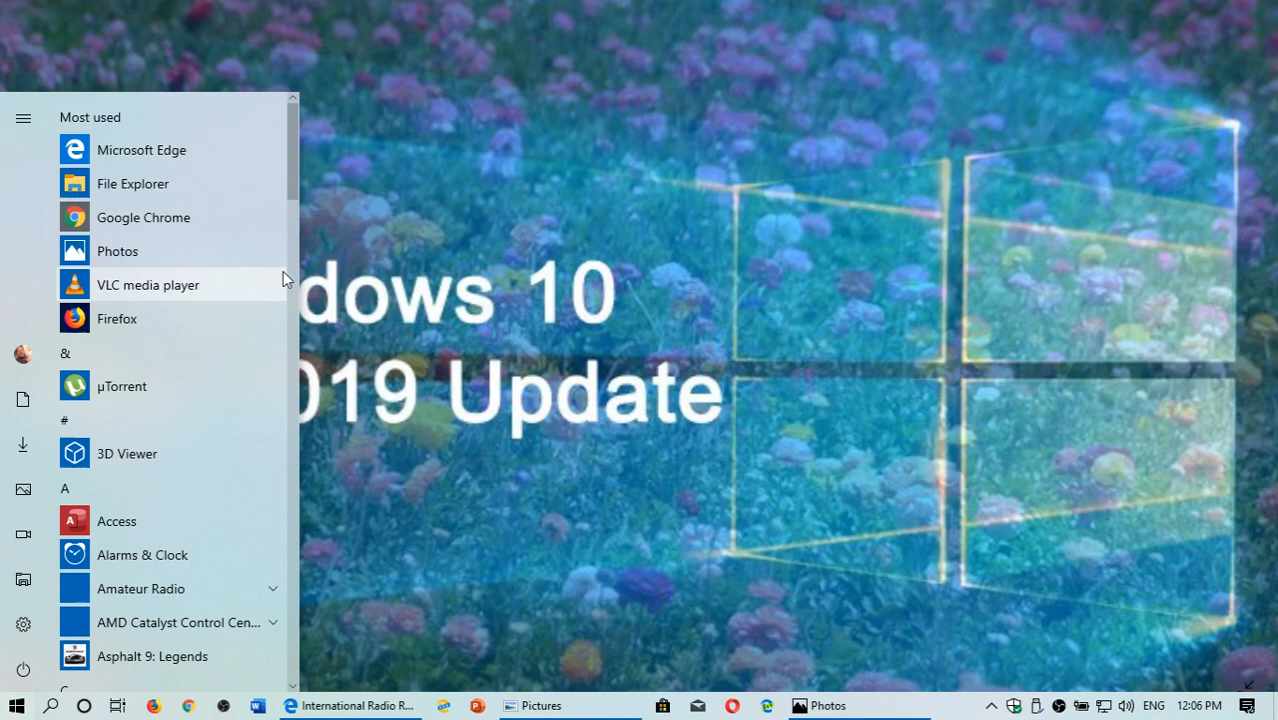 Most used
Microsoft Edge
File Explorer
Google Chrome
Photos
VLC media player
Firefox
&
µTorrent
#
3D Viewer
A
Access
Alarms & Clock
Amateur Radio
AMD Catalyst Control Cen...
Asphalt 9: Legends
dows 10
019 Update
International Radio R...
Pictures
Photos
ENG
12:06 PM